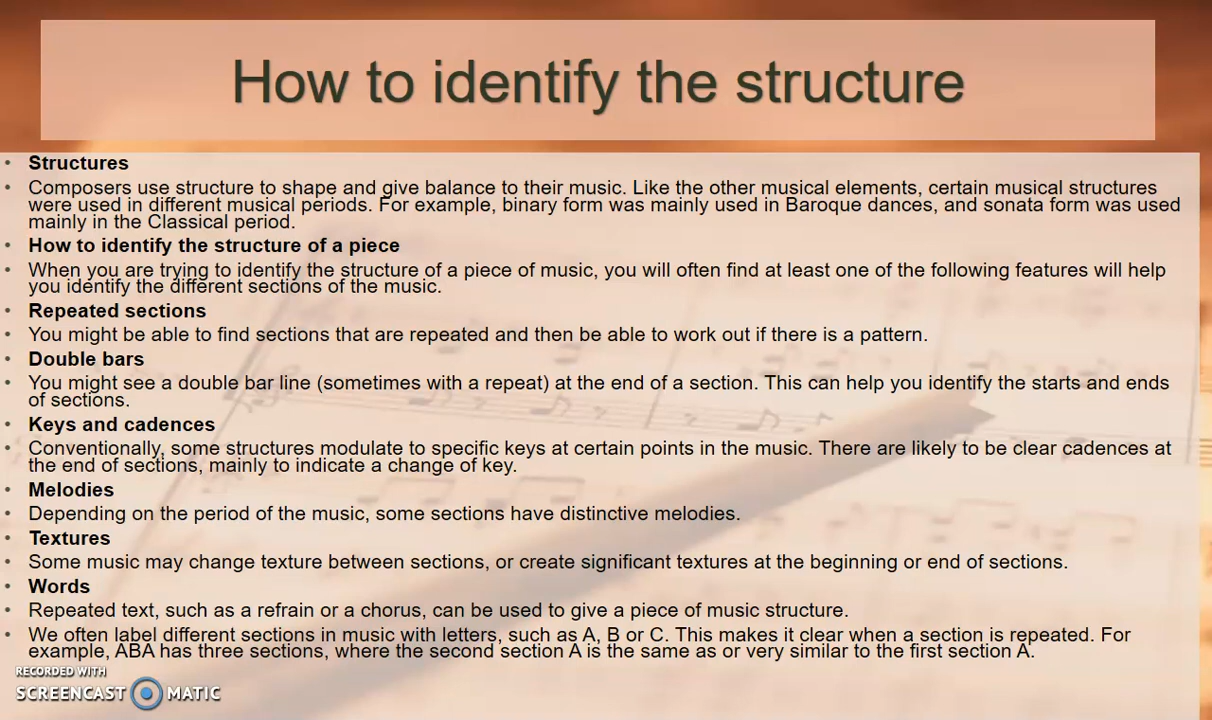 How to identify the structure
• Structures
• Composers use structure to shape and give balance to their music. Like the other musical elements, certain musical structures
were used in different musical periods. For example, binary form was mainly used in Baroque dances, and sonata form was used
mainly in the Classical period.
• How to identify the structure of a piece
• When you are trying to identify the structure of a piece of music, you will often find at least one of the following features will help
you identify the different sections of the music.
• Repeated sections
• You might be able to find sections that are repeated and then be able to work out if there is a pattern.
• Double bars
• You might see a double bar line (sometimes with a repeat) at the end of a section. This can help you identify the starts and ends
of sections.
• Keys and cadences
• Conventionally, some structures modulate to specific keys at certain points in the music. There are likely to be clear cadences at
the end of sections, mainly to indicate a change of key.
• Melodies
• Depending on the period of the music, some sections have distinctive melodies.
• Textures
• Some music may change texture between sections, or create significant textures at the beginning or end of sections.
• Words
• Repeated text, such as a refrain or a chorus, can be used to give a piece of music structure.
• We often label different sections in music with letters, such as A, B or C. This makes it clear when a section is repeated. For
example, ABA has three sections, where the second section A is the same as or very similar to the first section A.
RECORDED WITH
SCREENCAST MATIC